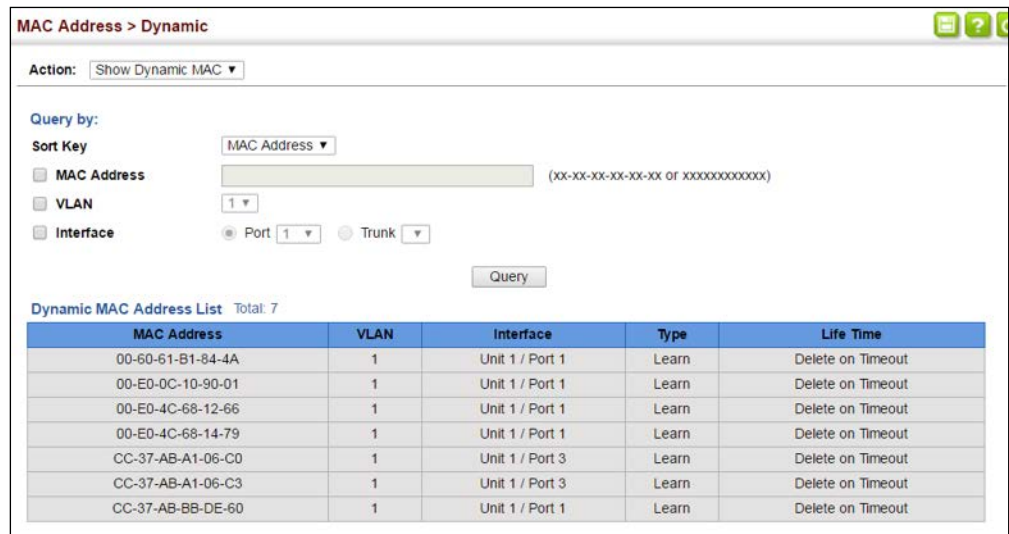 MAC Address > Dynamic
?
Action: Show Dynamic MAC
Query by:
Sort Key MAC Address
MAC Address (xx-xx-xx-xx-xx-xx or xxxxxxxxxxxx)
VLAN 1
Interface Port 1 Trunk
Query
Dynamic MAC Address List Total: 7
MAC Address VLAN Interface Type Life Time
00-60-61-B1-84-4A 1 Unit 1 / Port 1 Learn Delete on Timeout
00-E0-0C-10-90-01 1 Unit 1 / Port 1 Learn Delete on Timeout
00-E0-4C-68-12-66 1 Unit 1 / Port 1 Learn Delete on Timeout
00-E0-4C-68-14-79 1 Unit 1 / Port 1 Learn Delete on Timeout
CC-37-AB-A1-06-C0 1 Unit 1 / Port 3 Learn Delete on Timeout
CC-37-AB-A1-06-C3 1 Unit 1 / Port 3 Learn Delete on Timeout
CC-37-AB-BB-DE-60 1 Unit 1 / Port 1 Learn Delete on Timeout